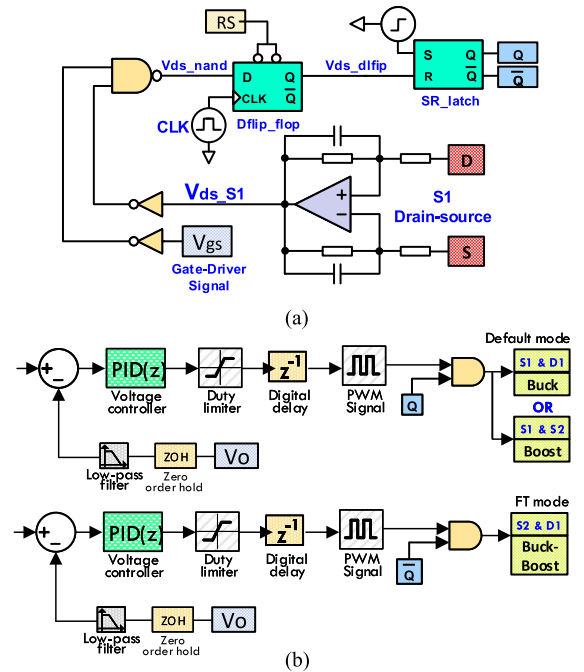 RS
Vds_nand
D Q
Q
CLK
Dflip_flop
CLK
Vds_dlfip
S Q
R Q
SR_latch
Q
Q
Vds_S1
+
−
D
S1
Drain-source
S
Vgs
Gate-Driver
Signal
(a)
Default mode
+
−
PID(z)
Voltage
controller
Duty
limiter
z-1
Digital
delay
PWM
Signal
Q
S1 & D1
Buck
OR
S1 & S2
Boost
Low-pass
filter
ZOH
Zero
order hold
Vo
FT mode
+
−
PID(z)
Voltage
controller
Duty
limiter
z-1
Digital
delay
PWM
Signal
Q
S2 & D1
Buck-
Boost
Low-pass
filter
ZOH
Zero
order hold
Vo
(b)